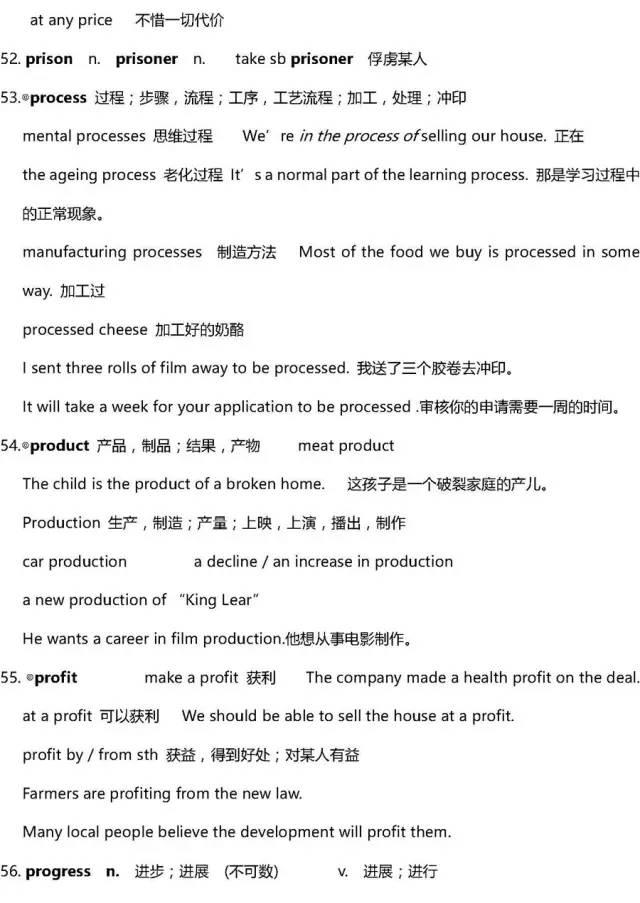 at any price 不惜一切代价
52. prison n. prisoner n. take sb prisoner 俘虏某人
53.®process 过程；步骤，流程；工序，工艺流程；加工，处理；冲印
mental processes 思维过程 We're in the process of selling our house. 正在
the ageing process 老化过程 It's a normal part of the learning process. 那是学习过程中
的正常现象。
manufacturing processes 制造方法 Most of the food we buy is processed in some
way. 加工过
processed cheese 加工好的奶酪
I sent three rolls of film away to be processed. 我送了三个胶卷去冲印。
It will take a week for your application to be processed .审核你的申请需要一周的时间。
54.®product 产品，制品；结果，产物 meat product
The child is the product of a broken home. 这孩子是一个破裂家庭的产儿。
Production 生产，制造；产量；上映，上演，播出，制作
car production a decline / an increase in production
a new production of “King Lear”
He wants a career in film production.他想从事电影制作。
55. ®profit make a profit 获利 The company made a health profit on the deal.
at a profit 可以获利 We should be able to sell the house at a profit.
profit by / from sth 获益，得到好处；对某人有益
Farmers are profiting from the new law.
Many local people believe the development will profit them.
56. progress n. 进步；进展 (不可数) v. 进展；进行